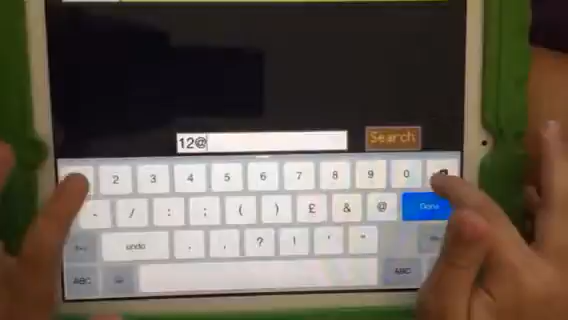 12@
Search
2 3 4 5 6 7 8 9 0
- / : ; ( ) £ & @ Done
undo . , ? ! ' "
ABC ABC